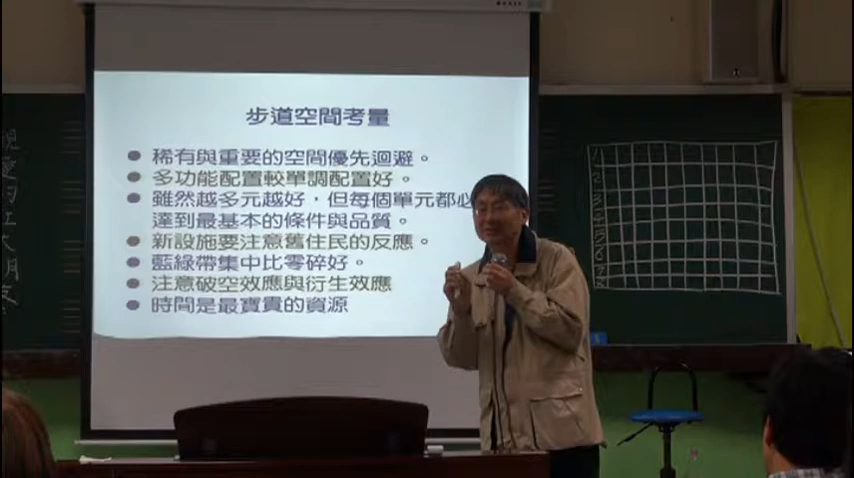 步道空間考量
● 稀有與重要的空間優先迴避。
● 多功能配置較單調配置好。
● 雖然越多元越好，但每個單元都必
達到最基本的條件與品質。
● 新設施要注意舊住民的反應。
● 藍綠帶集中比零碎好。
● 注意破空效應與衍生效應
● 時間是最寶貴的資源